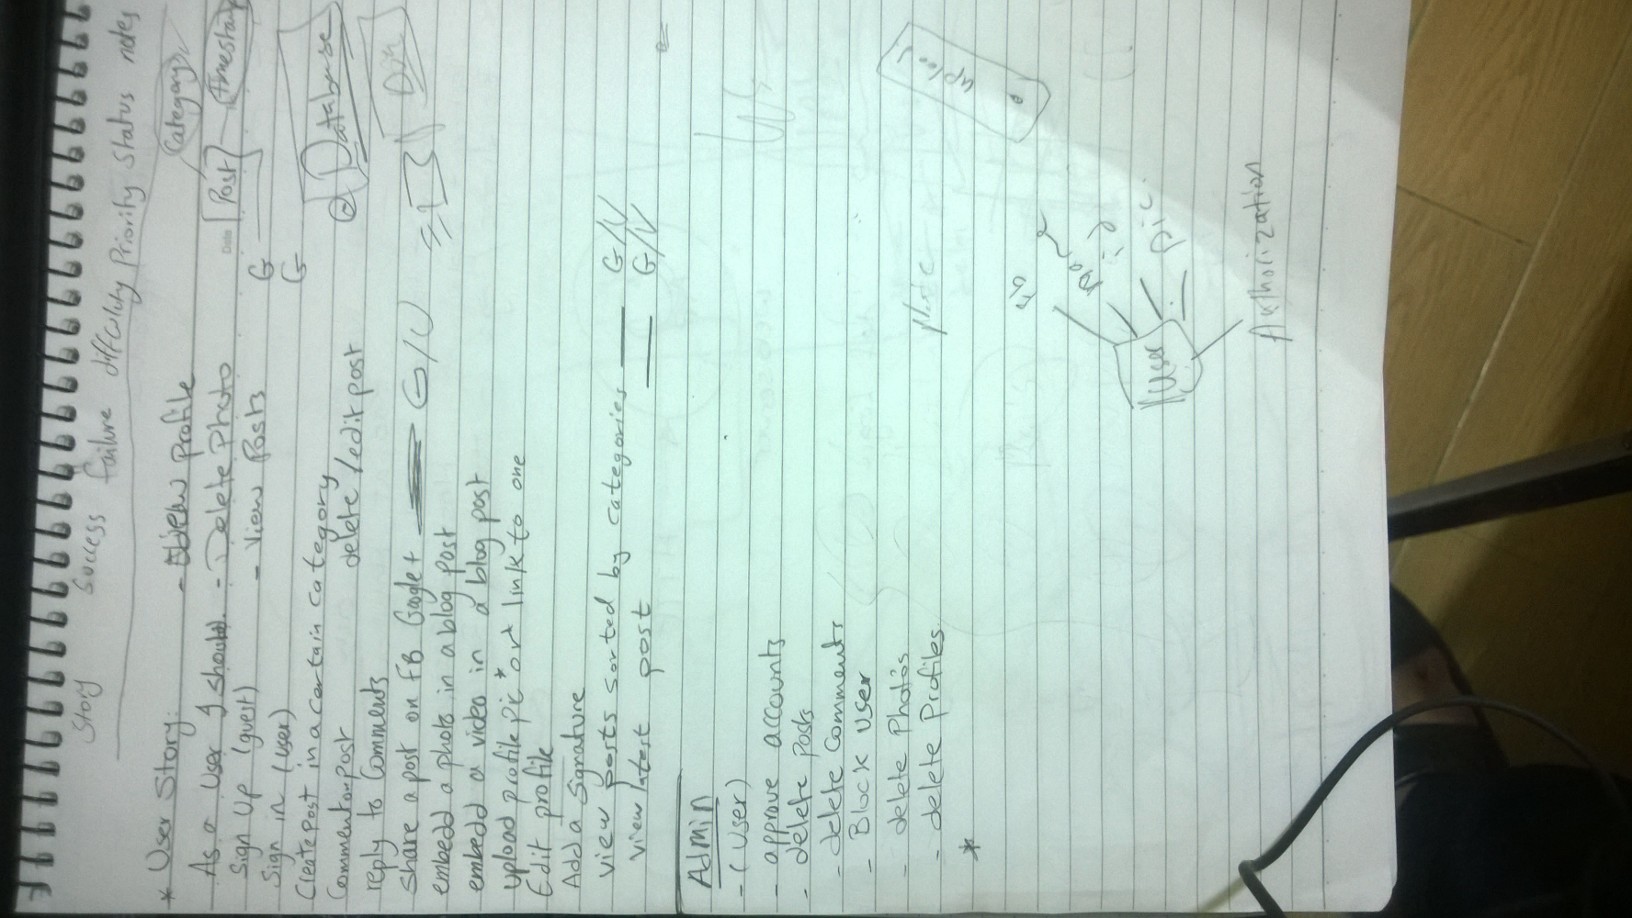 Story Success failure difficulty Priority Status notes
* User Story:
- View profile
Category
As a User I should.
- Delete Photo
Post
Timestamp
Sign Up (guest)
- View Posts
G
Sign in (user)
G
Create post in a certain category
Database
Comment on post
delete/edit post
reply to Comments
Share a post on FB Google+
G/U
embedd a photo in a blog post
embedd a video in a blog post
upload profile pic * or link to one
Edit profile
Add a Signature
view posts sorted by categories
G/V
view latest post
G/V
Admin
- (User)
- approve accounts
- delete posts
- delete comments
- Block user
- delete Photos
- delete profiles
*
User
pic
Autholization